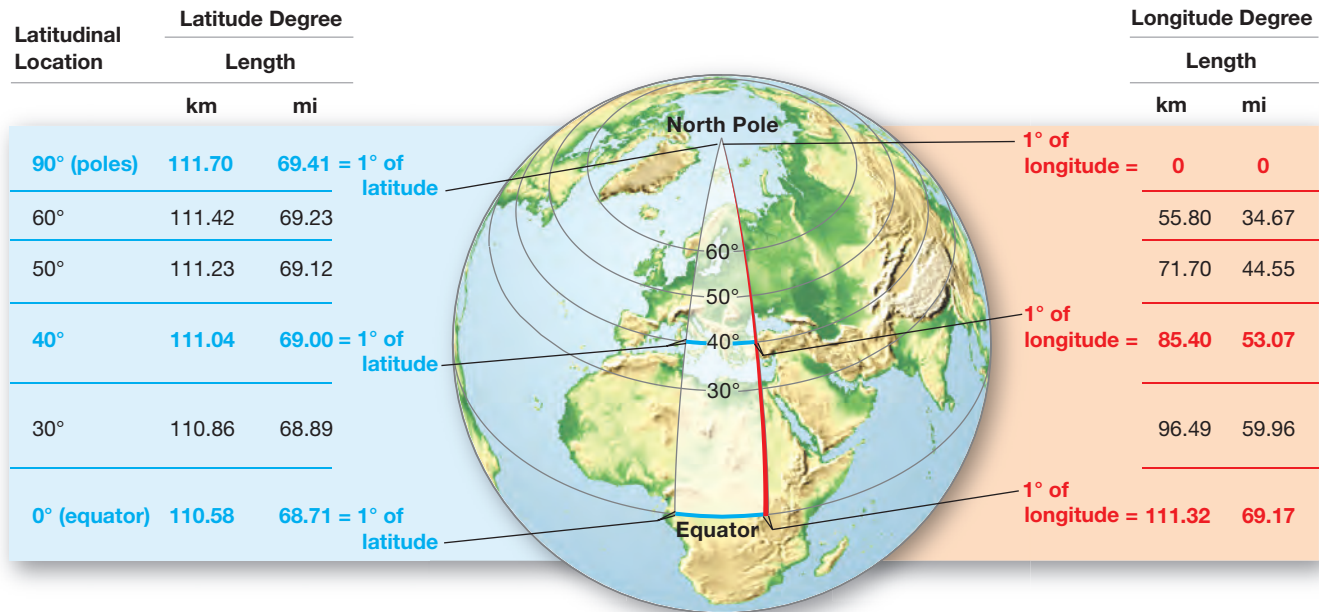 Latitudinal
Location
Latitude Degree
Length
km mi
90° (poles) 111.70 69.41 = 1° of
latitude
60° 111.42 69.23
50° 111.23 69.12
40° 111.04 69.00 = 1° of
latitude
30° 110.86 68.89
0° (equator) 110.58 68.71 = 1° of
latitude
North Pole
60°
50°
40°
30°
Equator
Longitude Degree
Length
km mi
1° of
longitude = 0 0
55.80 34.67
71.70 44.55
1° of
longitude = 85.40 53.07
96.49 59.96
1° of
longitude = 111.32 69.17